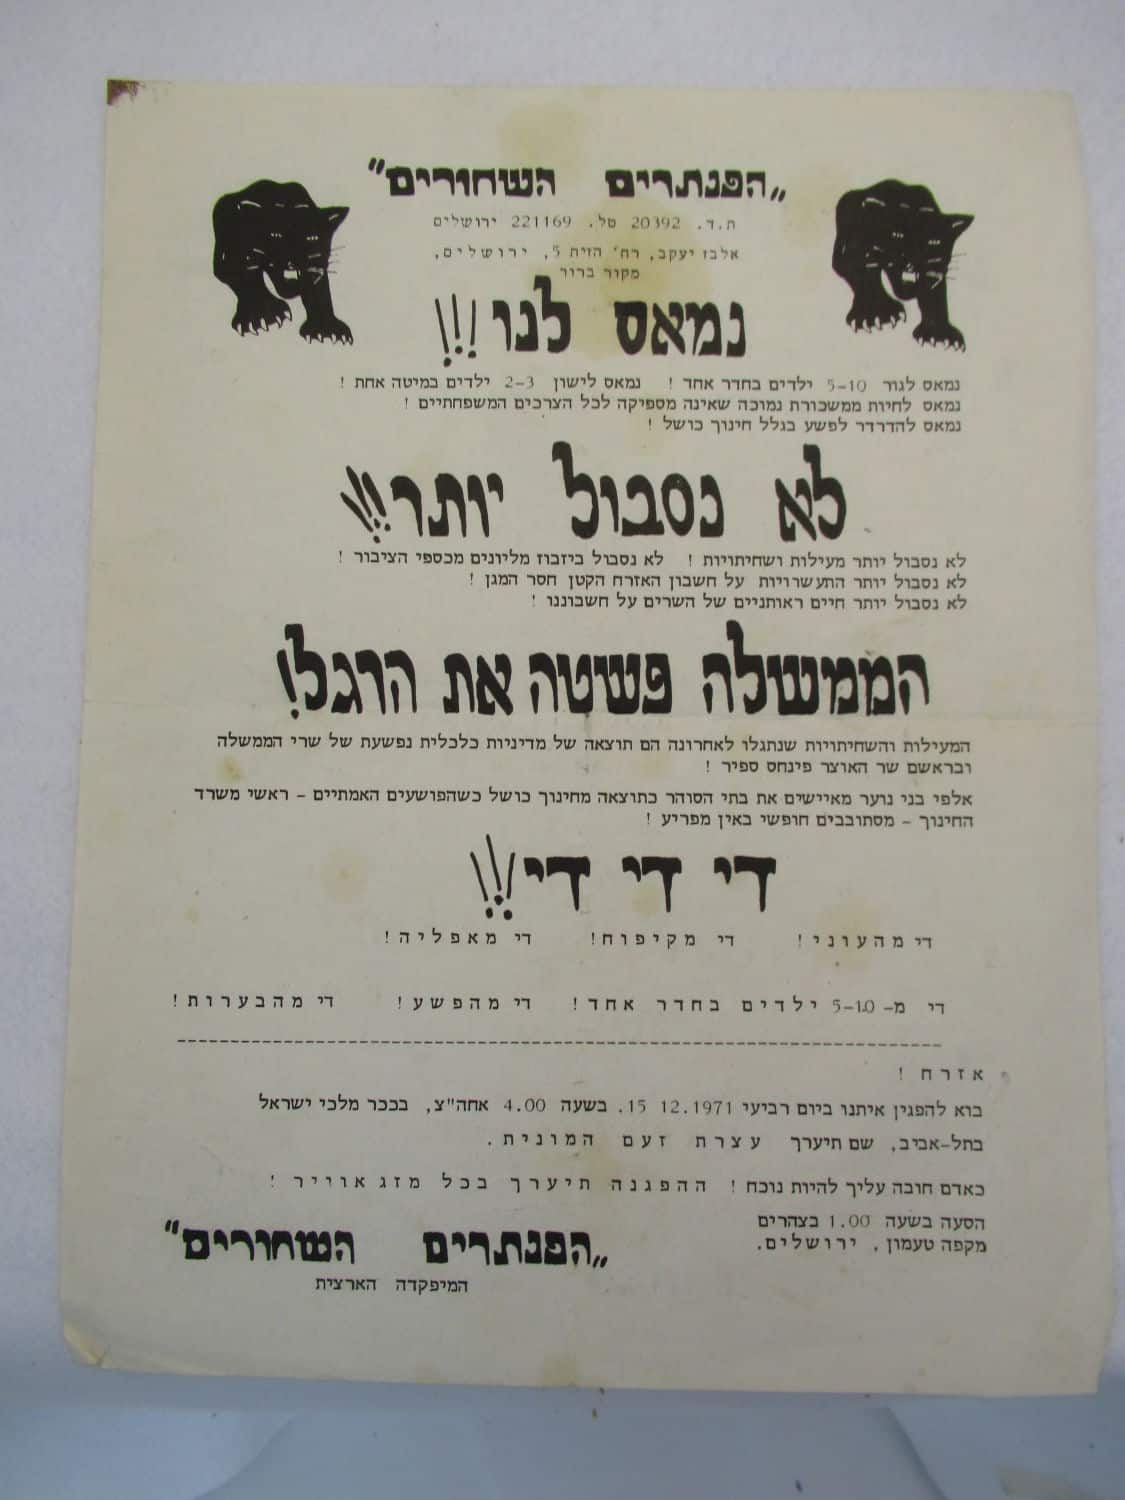 „הפנתרים השחורים"
ת.ד. 20392 טל. 221169 ירושלים
אלבז יעקב, רח' הזית 5, ירושלים,
מקור ברור
נמאס לנו!!!
נמאס לגור 5-10 ילדים בחדר אחד ! נמאס לישון 2-3 ילדים במיטה אחת !
נמאס לחיות ממשכורת נמוכה שאינה מספיקה לכל הצרכים המשפחתיים !
נמאס להדרדר לפשע בגלל חינוך כושל !
לא נסבול יותר!!!
לא נסבול יותר מעילות ושחיתויות ! לא נסבול ביזבוז מליונים מכספי הציבור !
לא נסבול יותר התעשרויות על חשבון האזרח הקטן חסר המגן !
לא נסבול יותר חיים ראותניים של השרים על חשבוננו !
הממשלה פשטה את הרגל!
המעילות והשחיתויות שנתגלו לאחרונה הם תוצאה של מדיניות כלכלית נפשעת של שרי הממשלה
ובראשם שר האוצר פינחס ספיר !
אלפי בני נוער מאיישים את בתי הסוהר כתוצאה מחינוך כושל כשהפושעים האמתיים – ראשי משרד
החינוך – מסתובבים חופשי באין מפריע !
די די די!!!
די מהעוני! די מקיפוח! די מאפליה!
די מ- 5-10 ילדים בחדר אחד! די מהפשע! די מהבערות!
אזרח !
בוא להפגין איתנו ביום רביעי 15.12.1971 בשעה 4.00 אחה"צ, בככר מלכי ישראל
בתל-אביב, שם תיערך עצרת זעם המונית.
כאדם חובה עליך להיות נוכח ! ההפגנה תיערך בכל מזג אוויר !
הסעה בשעה 1.00 בצהרים
מקפה טעמון, ירושלים.
„הפנתרים השחורים"
המיפקדה הארצית